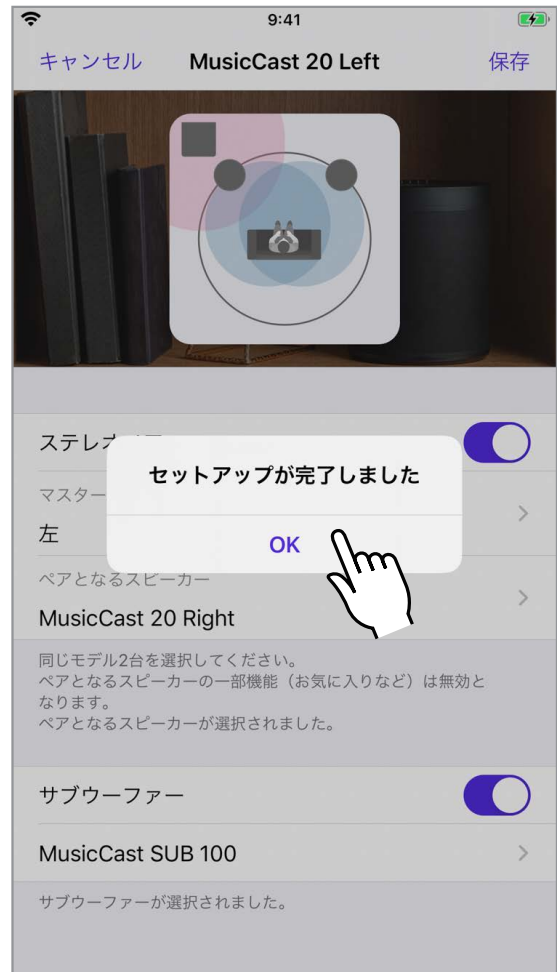 9:41
キャンセル
MusicCast 20 Left
保存
ステレオ
セットアップが完了しました
マスター
左
OK
ペアとなるスピーカー
MusicCast 20 Right
同じモデル2台を選択してください。
ペアとなるスピーカーの一部機能（お気に入りなど）は無効と
なります。
ペアとなるスピーカーが選択されました。
サブウーファー
MusicCast SUB 100
サブウーファーが選択されました。